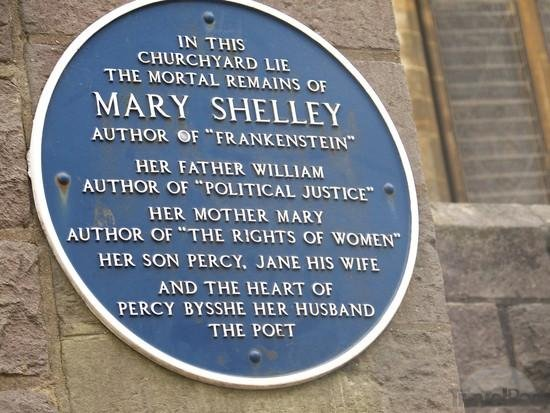 IN THIS
CHURCHYARD LIE
THE MORTAL REMAINS OF
MARY SHELLEY
AUTHOR OF "FRANKENSTEIN"
HER FATHER WILLIAM
AUTHOR OF "POLITICAL JUSTICE"
HER MOTHER MARY
AUTHOR OF "THE RIGHTS OF WOMEN"
HER SON PERCY, JANE HIS WIFE
AND THE HEART OF
PERCY BYSSHE HER HUSBAND
THE POET